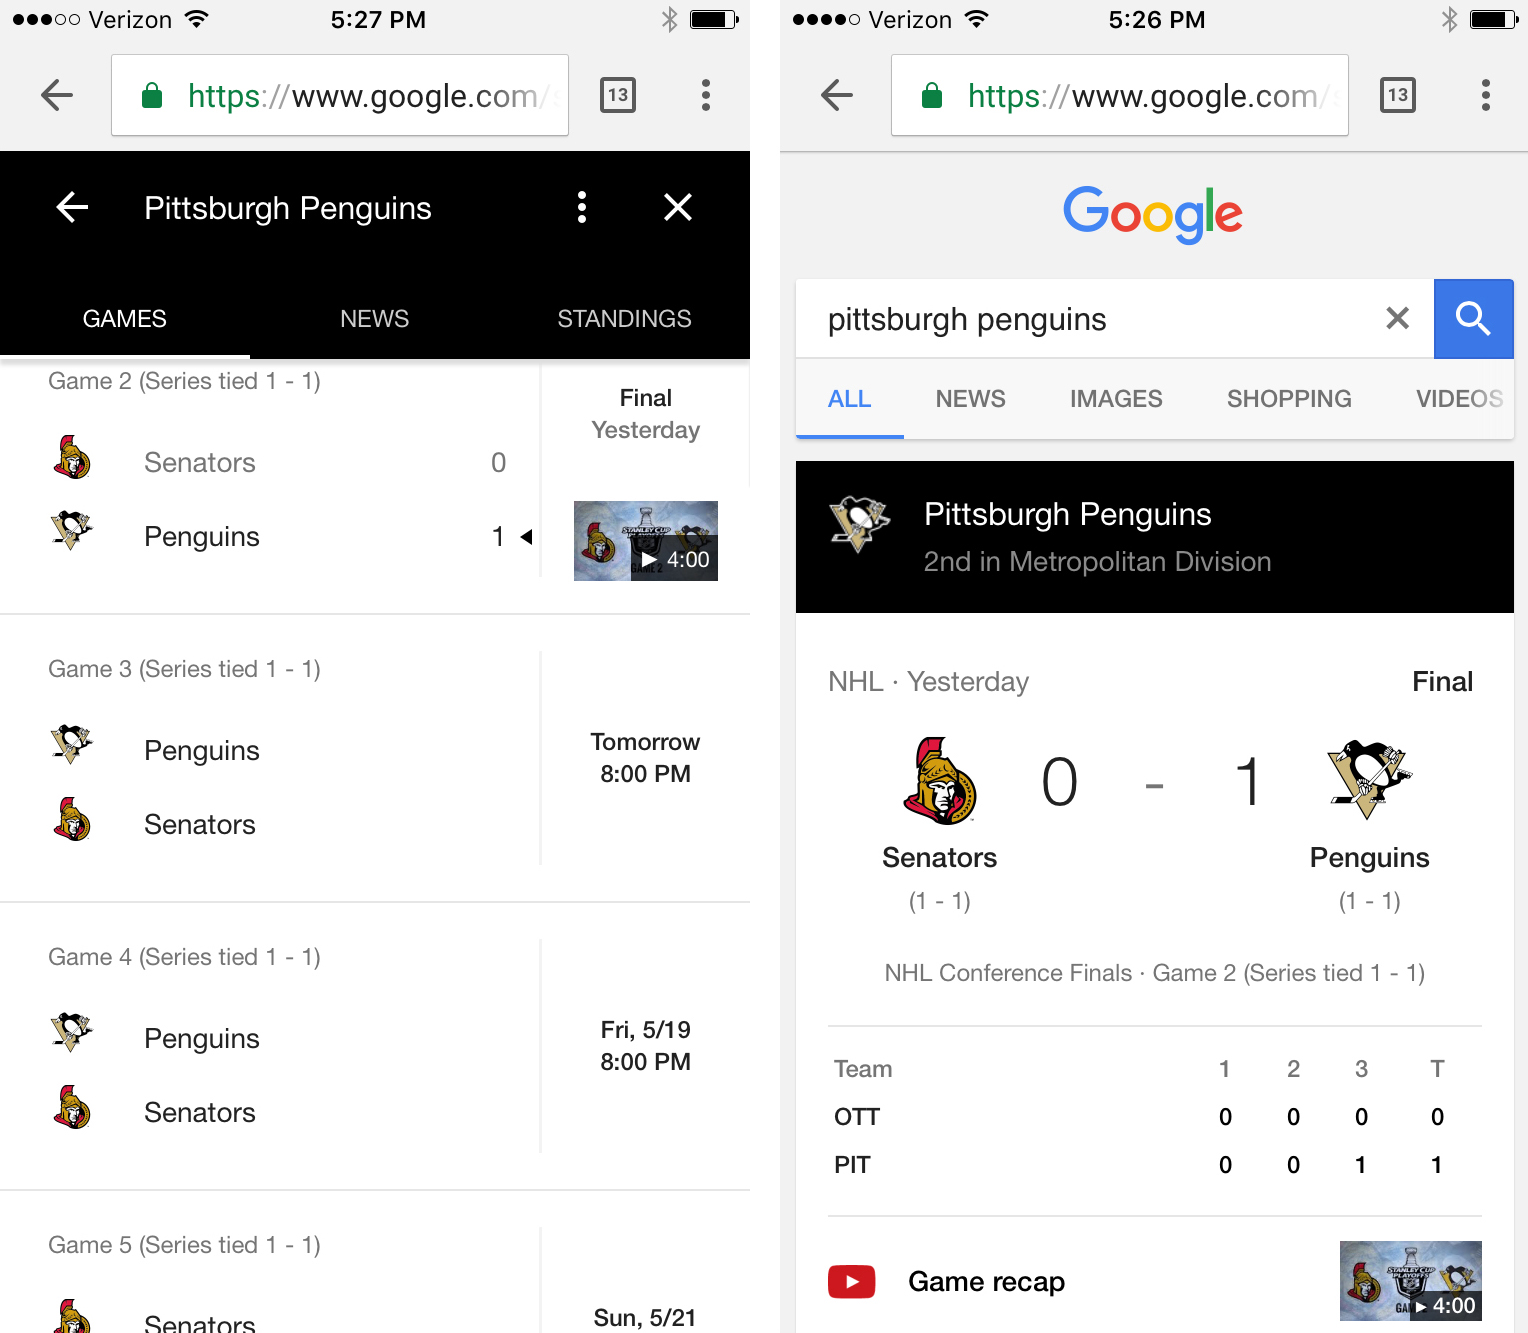 Verizon 5:27 PM
https://www.google.com/
13
Pittsburgh Penguins
GAMES NEWS STANDINGS
Game 2 (Series tied 1 - 1)
Final
Yesterday
Senators 0
Penguins 1
STANLEY CUP
PLAYOFFS
GAME 2
4:00
Game 3 (Series tied 1 - 1)
Penguins
Senators
Tomorrow
8:00 PM
Game 4 (Series tied 1 - 1)
Penguins
Senators
Fri, 5/19
8:00 PM
Game 5 (Series tied 1 - 1)
Senators
Sun, 5/21
Verizon 5:26 PM
https://www.google.com/
13
Google
pittsburgh penguins
ALL NEWS IMAGES SHOPPING VIDEOS
Pittsburgh Penguins
2nd in Metropolitan Division
NHL · Yesterday Final
0 - 1
Senators Penguins
(1 - 1) (1 - 1)
NHL Conference Finals · Game 2 (Series tied 1 - 1)
Team 1 2 3 T
OTT 0 0 0 0
PIT 0 0 1 1
Game recap
STANLEY CUP
PLAYOFFS
4:00